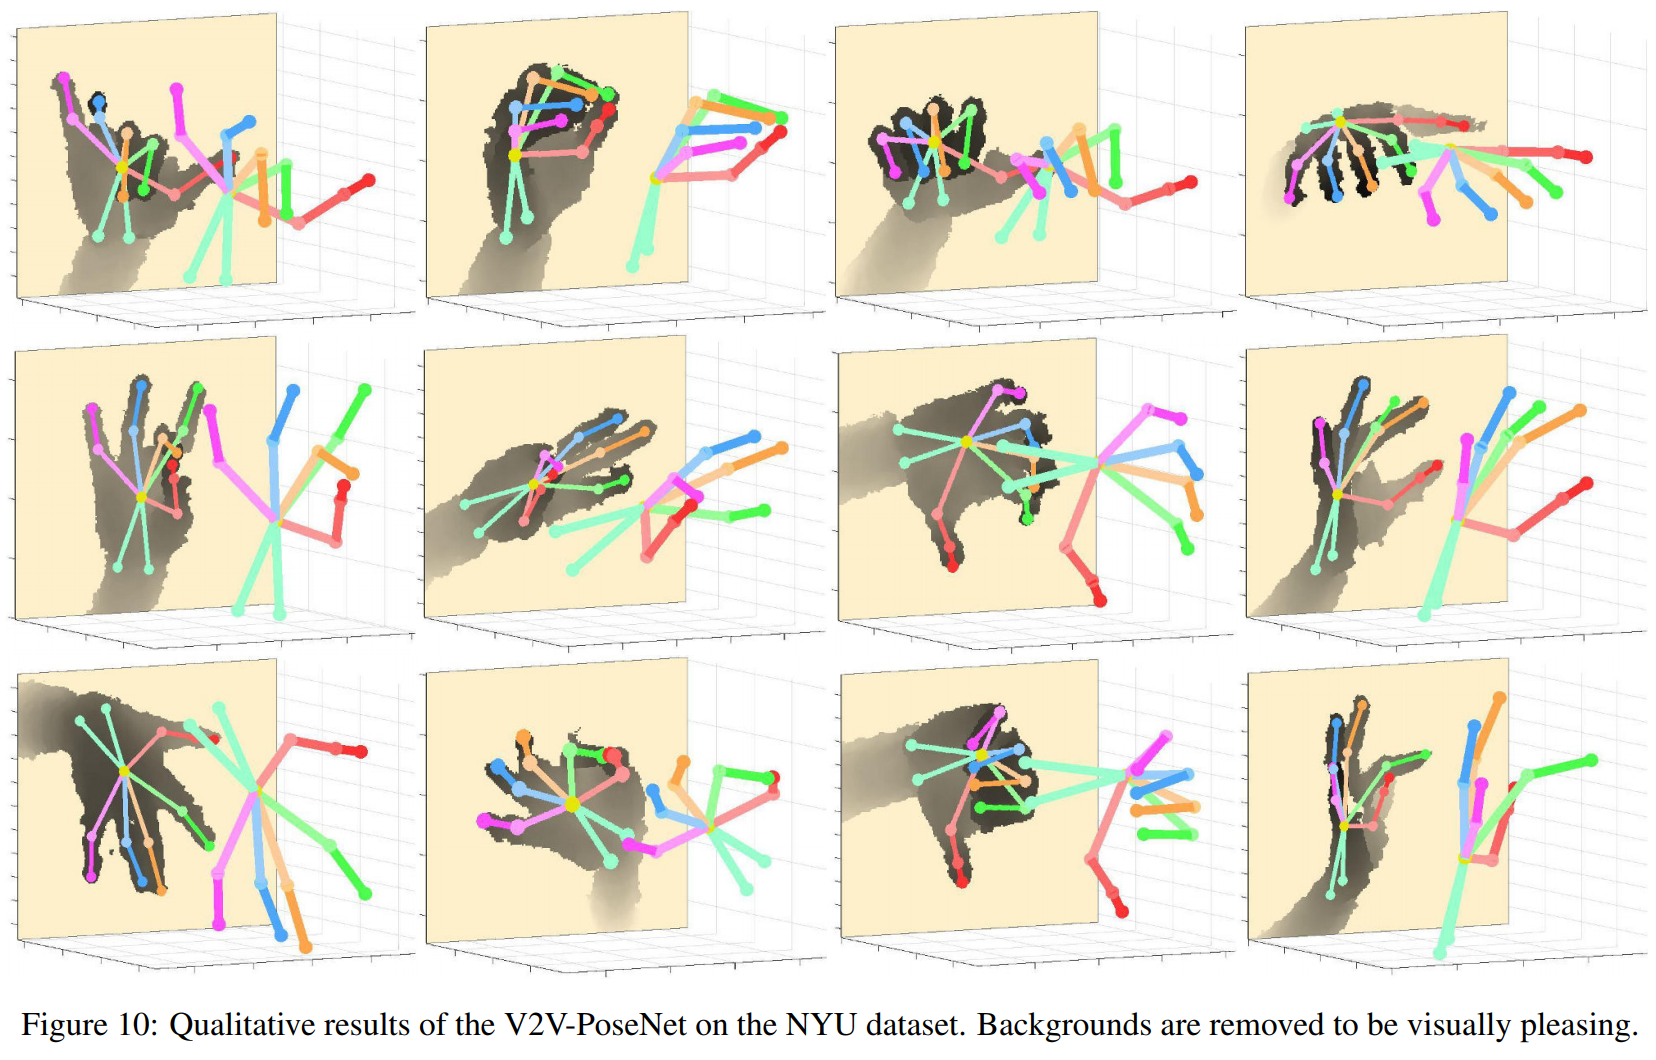 Figure 10: Qualitative results of the V2V-PoseNet on the NYU dataset. Backgrounds are removed to be visually pleasing.